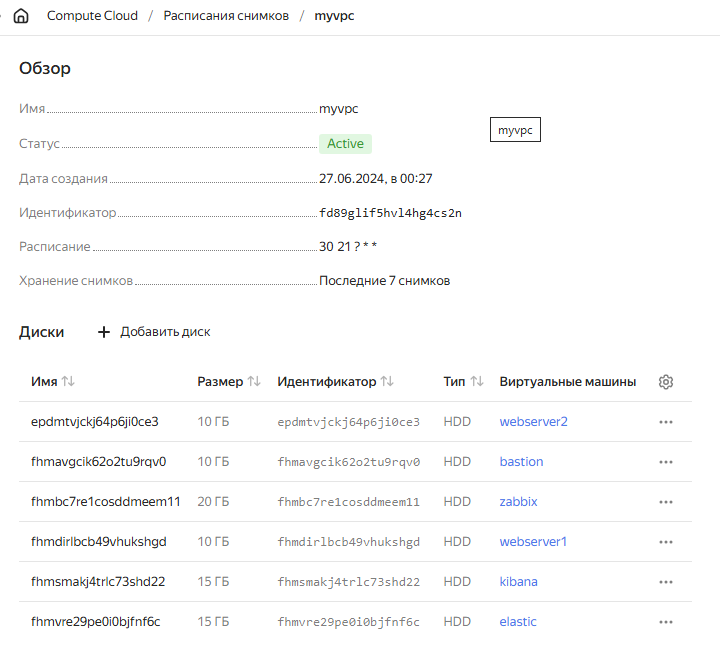 Compute Cloud / Расписания снимков / myvpc
Обзор
Имя myvpc
myvpc
Статус Active
Дата создания 27.06.2024, в 00:27
Идентификатор fd89glif5hvl4hg4cs2n
Расписание 30 21 ? * *
Хранение снимков Последние 7 снимков
Диски + Добавить диск
Имя Размер Идентификатор Тип Виртуальные машины
epdmtvjckj64p6ji0ce3 10 ГБ epdmtvjckj64p6ji0ce3 HDD webserver2
fhmavgcik62o2tu9rqv0 10 ГБ fhmavgcik62o2tu9rqv0 HDD bastion
fhmbc7re1cosddmeem11 20 ГБ fhmbc7re1cosddmeem11 HDD zabbix
fhmdirlbcb49vhukshgd 10 ГБ fhmdirlbcb49vhukshgd HDD webserver1
fhmsmakj4trlc73shd22 15 ГБ fhmsmakj4trlc73shd22 HDD kibana
fhmvre29pe0i0bjfnf6c 15 ГБ fhmvre29pe0i0bjfnf6c HDD elastic